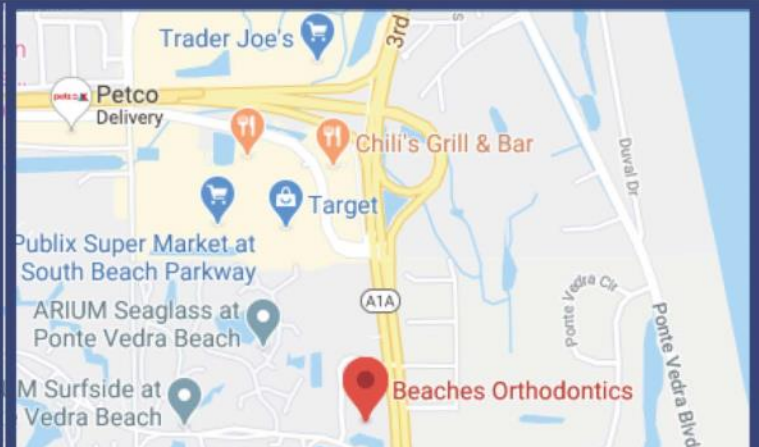 Trader Joe's
3rd
Petco
Delivery
petco
Chili's Grill & Bar
Duval Dr
Target
Publix Super Market at
South Beach Parkway
A1A
Ponte Vedra Cir
ARIUM Seaglass at
Ponte Vedra Beach
Ponte Vedra Blvd
Beaches Orthodontics
M Surfside at
Vedra Beach